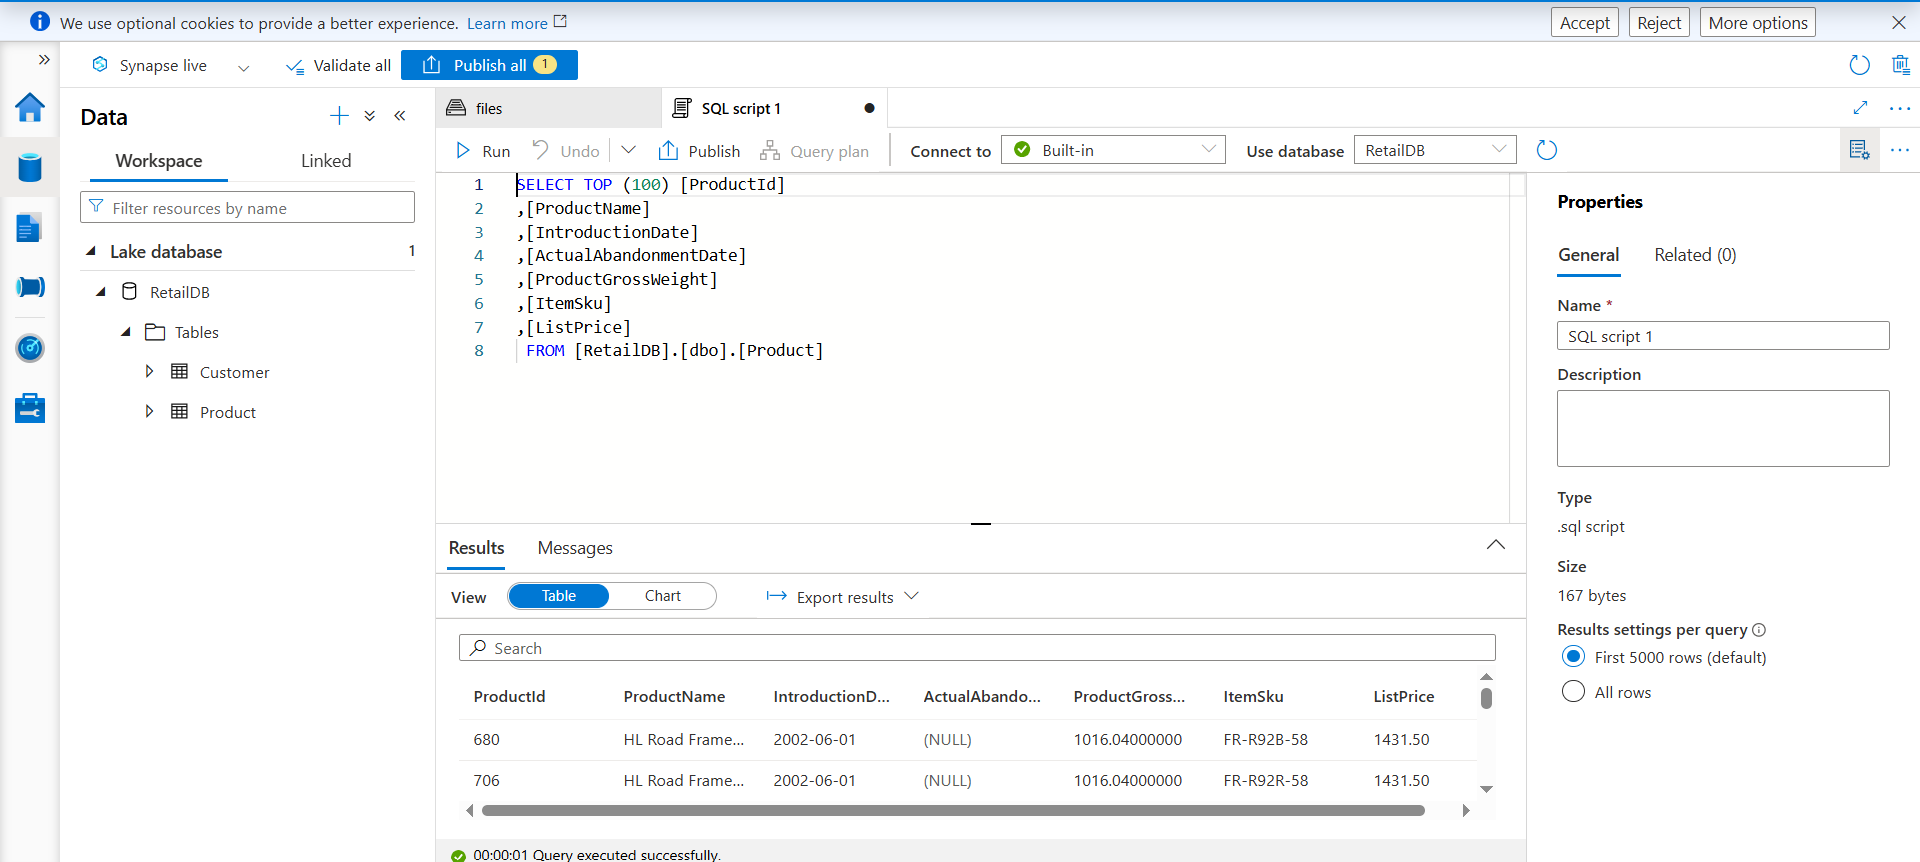 We use optional cookies to provide a better experience. Learn more
Accept
Reject
More options
Synapse live
Validate all
Publish all 1
Data
Workspace
Linked
Filter resources by name
Lake database 1
RetailDB
Tables
Customer
Product
files
SQL script 1
Run
Undo
Publish
Query plan
Connect to
Built-in
Use database
RetailDB
1 SELECT TOP (100) [ProductId]
2 ,[ProductName]
3 ,[IntroductionDate]
4 ,[ActualAbandonmentDate]
5 ,[ProductGrossWeight]
6 ,[ItemSku]
7 ,[ListPrice]
8 FROM [RetailDB].[dbo].[Product]
Results
Messages
View
Table
Chart
Export results
Search
ProductId ProductName IntroductionD... ActualAbando... ProductGross... ItemSku ListPrice
680 HL Road Frame... 2002-06-01 (NULL) 1016.04000000 FR-R92B-58 1431.50
706 HL Road Frame... 2002-06-01 (NULL) 1016.04000000 FR-R92R-58 1431.50
00:00:01 Query executed successfully.
Properties
General
Related (0)
Name *
SQL script 1
Description
Type
.sql script
Size
167 bytes
Results settings per query
First 5000 rows (default)
All rows